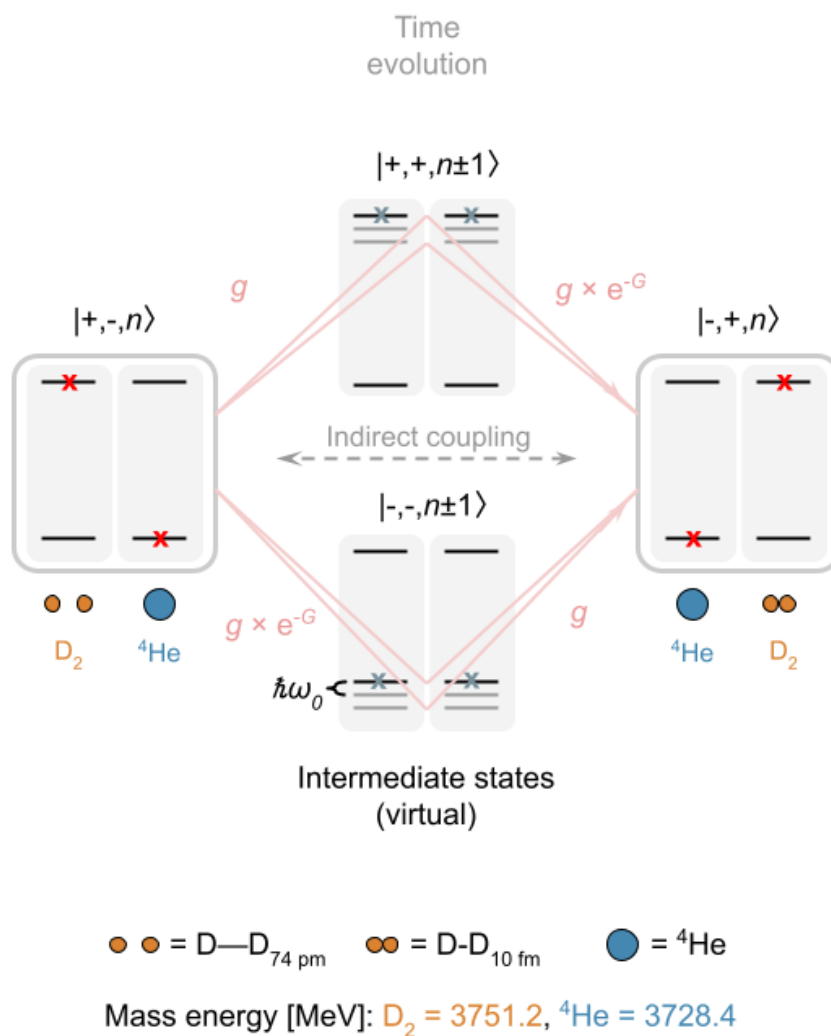 Time
evolution
|+,+,n±1⟩
g
g × e^-G
|+,-,n⟩
|-,+,n⟩
Indirect coupling
|-,-,n±1⟩
D₂
⁴He
g × e^-G
g
⁴He
D₂
ℏω₀
Intermediate states
(virtual)
= D—D₇₄ ₚₘ
= D-D₁₀ fm
= ⁴He
Mass energy [MeV]: D₂ = 3751.2, ⁴He = 3728.4